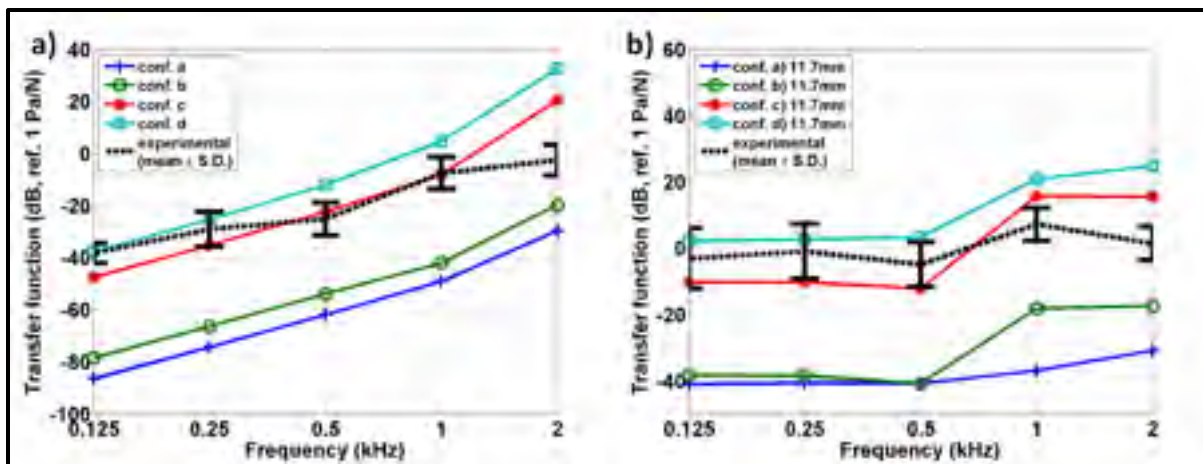 a)
conf. a
conf. b
conf. c
conf. d
experimental
(mean ± S.D.)
Transfer function (dB, ref. 1 Pa/N)
40
20
0
-20
-40
-60
-80
-100
0.125
0.25
0.5
1
2
Frequency (kHz)
b)
conf. a) 11.7mm
conf. b) 11.7mm
conf. c) 11.7mm
conf. d) 11.7mm
experimental
(mean ± S.D.)
Transfer function (dB, ref. 1 Pa/N)
60
40
20
0
-20
-40
0.125
0.25
0.5
1
2
Frequency (kHz)